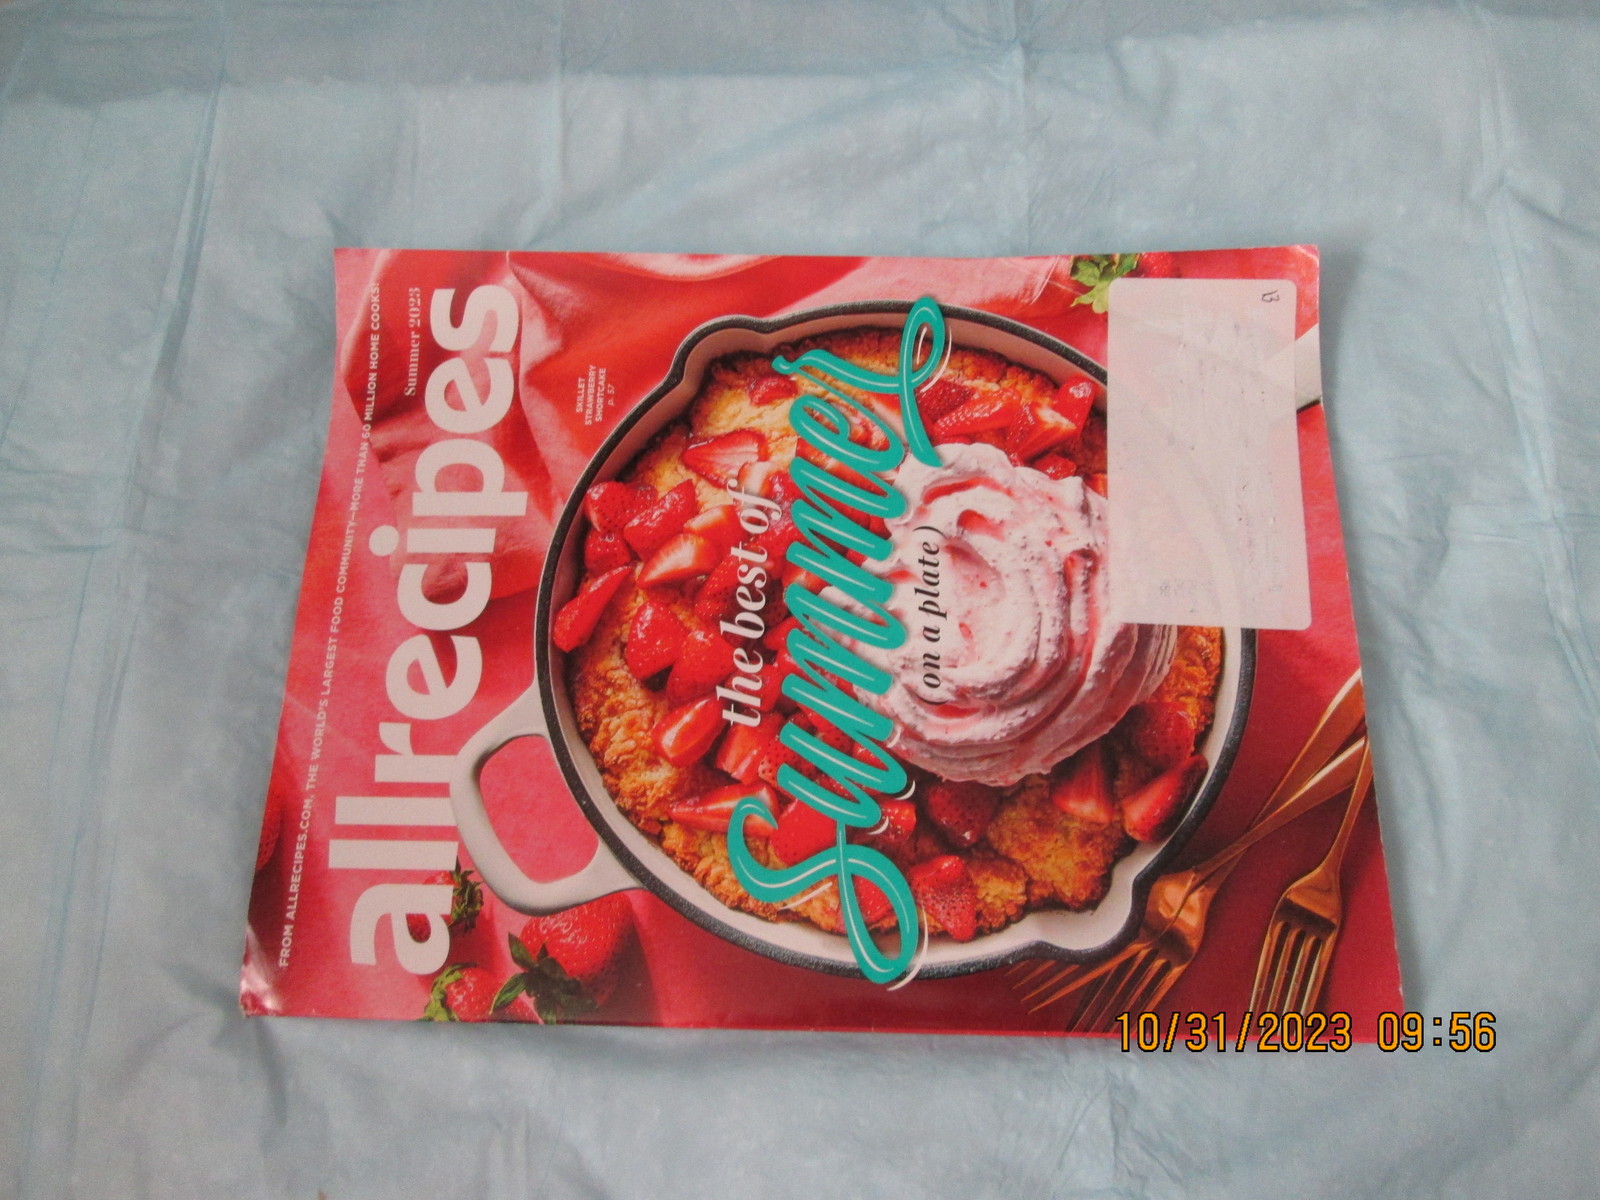 FROM ALLRECIPES.COM, THE WORLD'S LARGEST FOOD COMMUNITY—MORE THAN 60 MILLION HOME COOKS!
Summer 2023
allrecipes
SKILLET
STRAWBERRY
SHORTCAKE
p. 57
the best of
Summer
(on a plate)
10/31/2023 09:56